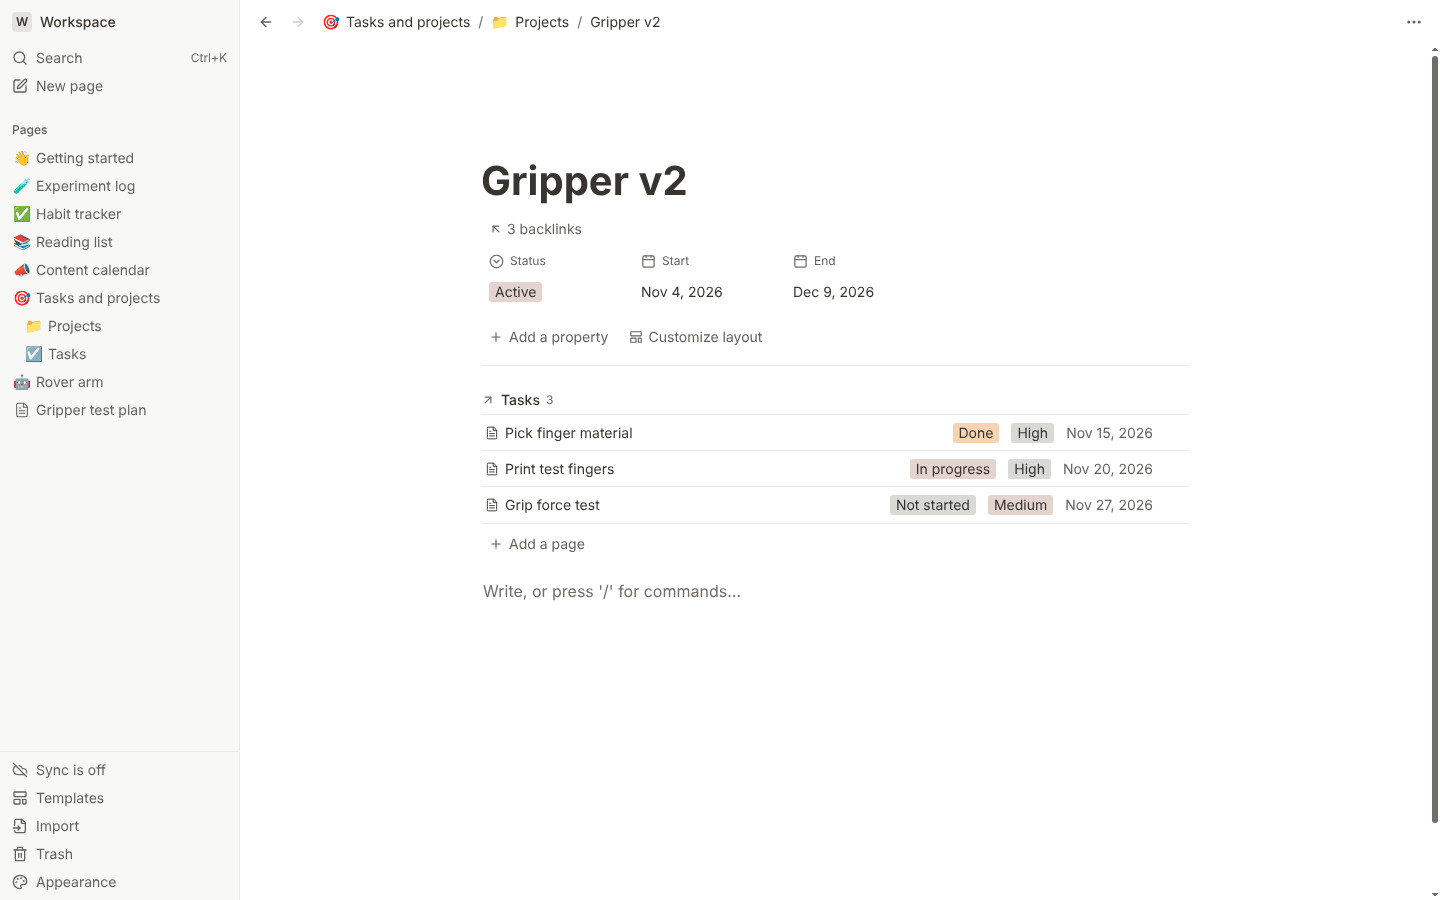 W Workspace
Search Ctrl+K
New page
Pages
Getting started
Experiment log
Habit tracker
Reading list
Content calendar
Tasks and projects
Projects
Tasks
Rover arm
Gripper test plan
Sync is off
Templates
Import
Trash
Appearance
Tasks and projects / Projects / Gripper v2
Gripper v2
3 backlinks
Status Start End
Active Nov 4, 2026 Dec 9, 2026
Add a property Customize layout
Tasks 3
Pick finger material Done High Nov 15, 2026
Print test fingers In progress High Nov 20, 2026
Grip force test Not started Medium Nov 27, 2026
Add a page
Write, or press '/' for commands...